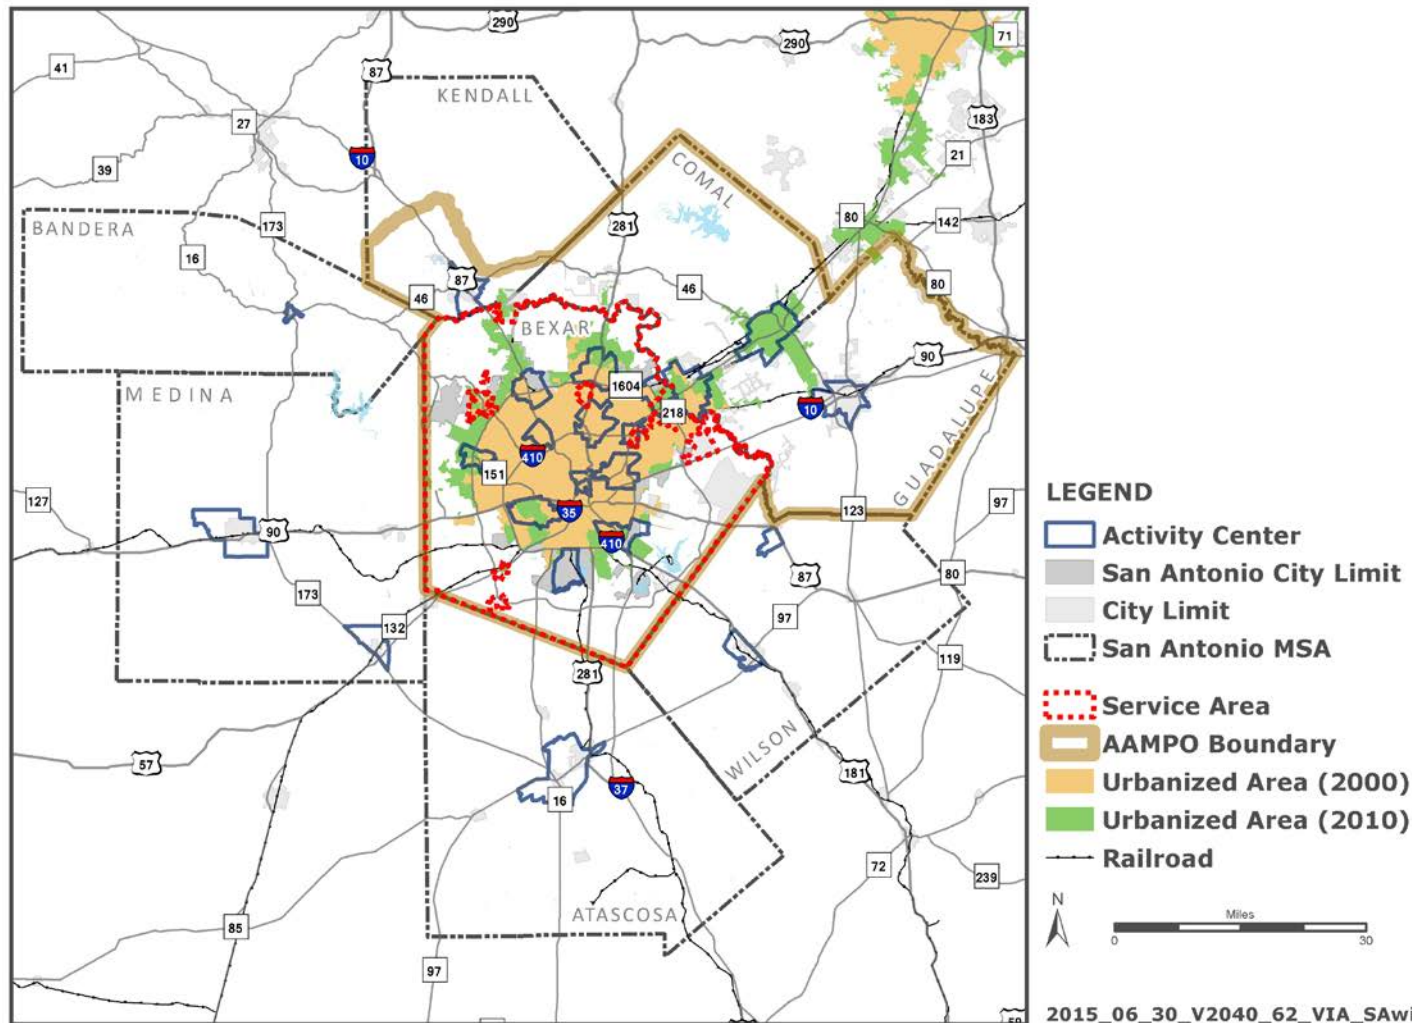 290
290
71
41
87
KENDALL
183
27
10
COMAL
21
39
80
142
BANDERA
173
281
16
87
80
46
46
BEXAR
90
MEDINA
1604
10
218
GUADALUPE
410
151
127
35
123
97
90
410
87
80
173
97
132
119
281
WILSON
57
181
37
16
72
239
ATASCOSA
85
97
LEGEND
Activity Center
San Antonio City Limit
City Limit
San Antonio MSA
Service Area
AAMPO Boundary
Urbanized Area (2000)
Urbanized Area (2010)
Railroad
N
Miles
0
30
2015_06_30_V2040_62_VIA_SAwi